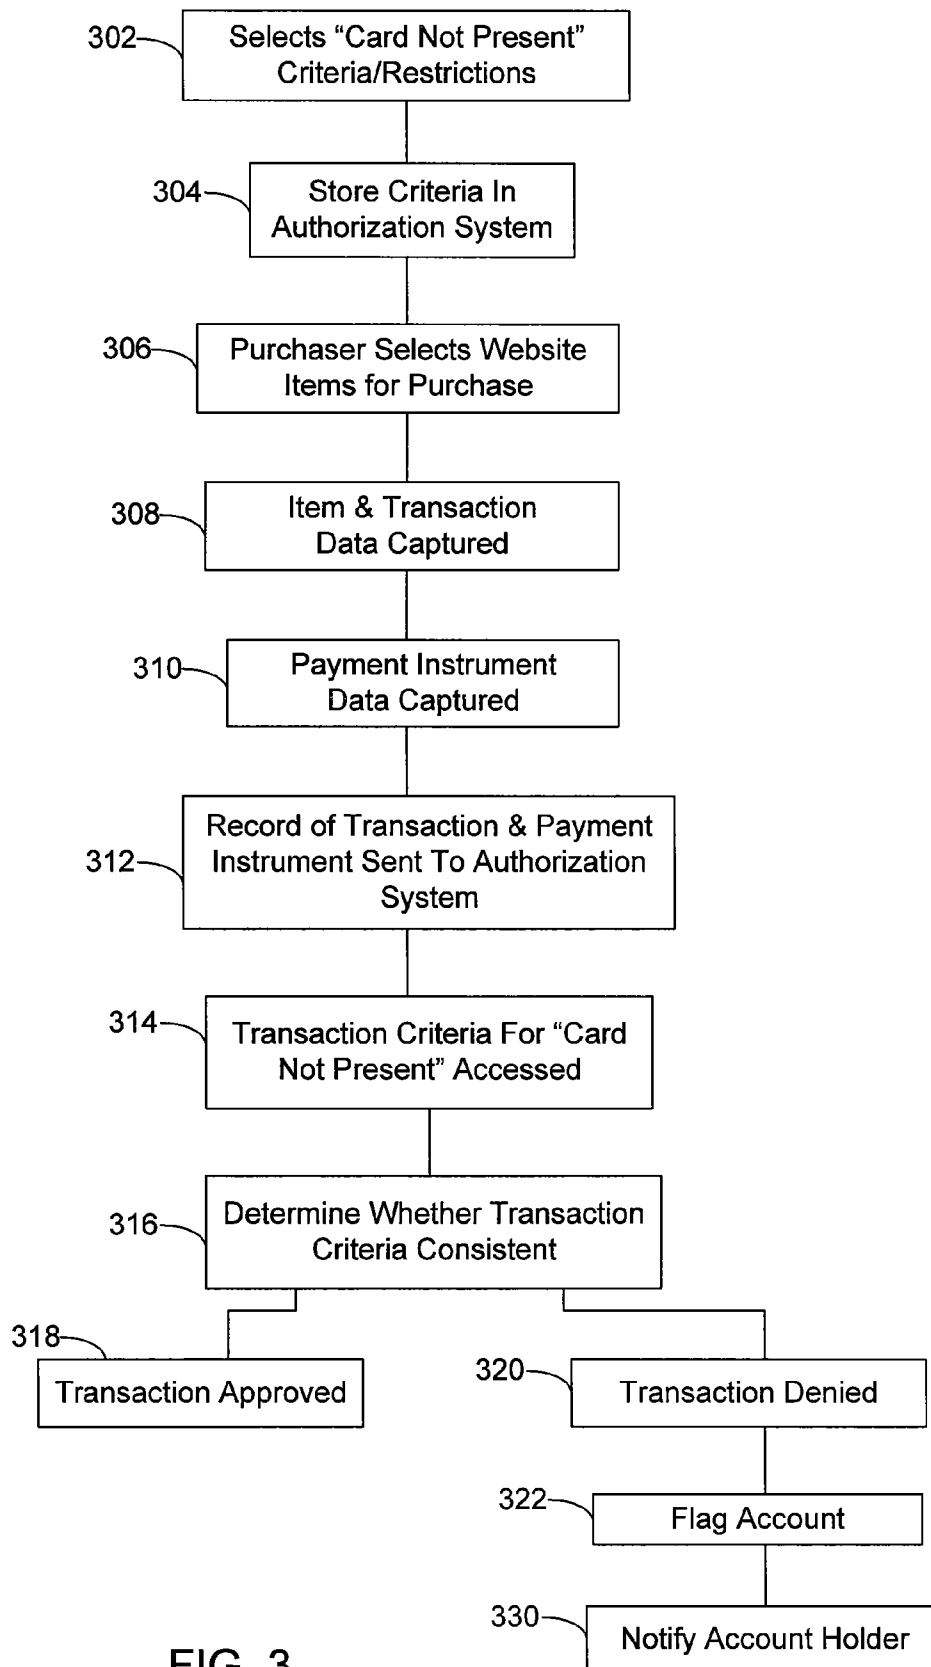 302
Selects “Card Not Present”
Criteria/Restrictions
304
Store Criteria In
Authorization System
306
Purchaser Selects Website
Items for Purchase
308
Item & Transaction
Data Captured
310
Payment Instrument
Data Captured
312
Record of Transaction & Payment
Instrument Sent To Authorization
System
314
Transaction Criteria For “Card
Not Present” Accessed
316
Determine Whether Transaction
Criteria Consistent
318
Transaction Approved
320
Transaction Denied
322
Flag Account
330
Notify Account Holder
FIG. 3